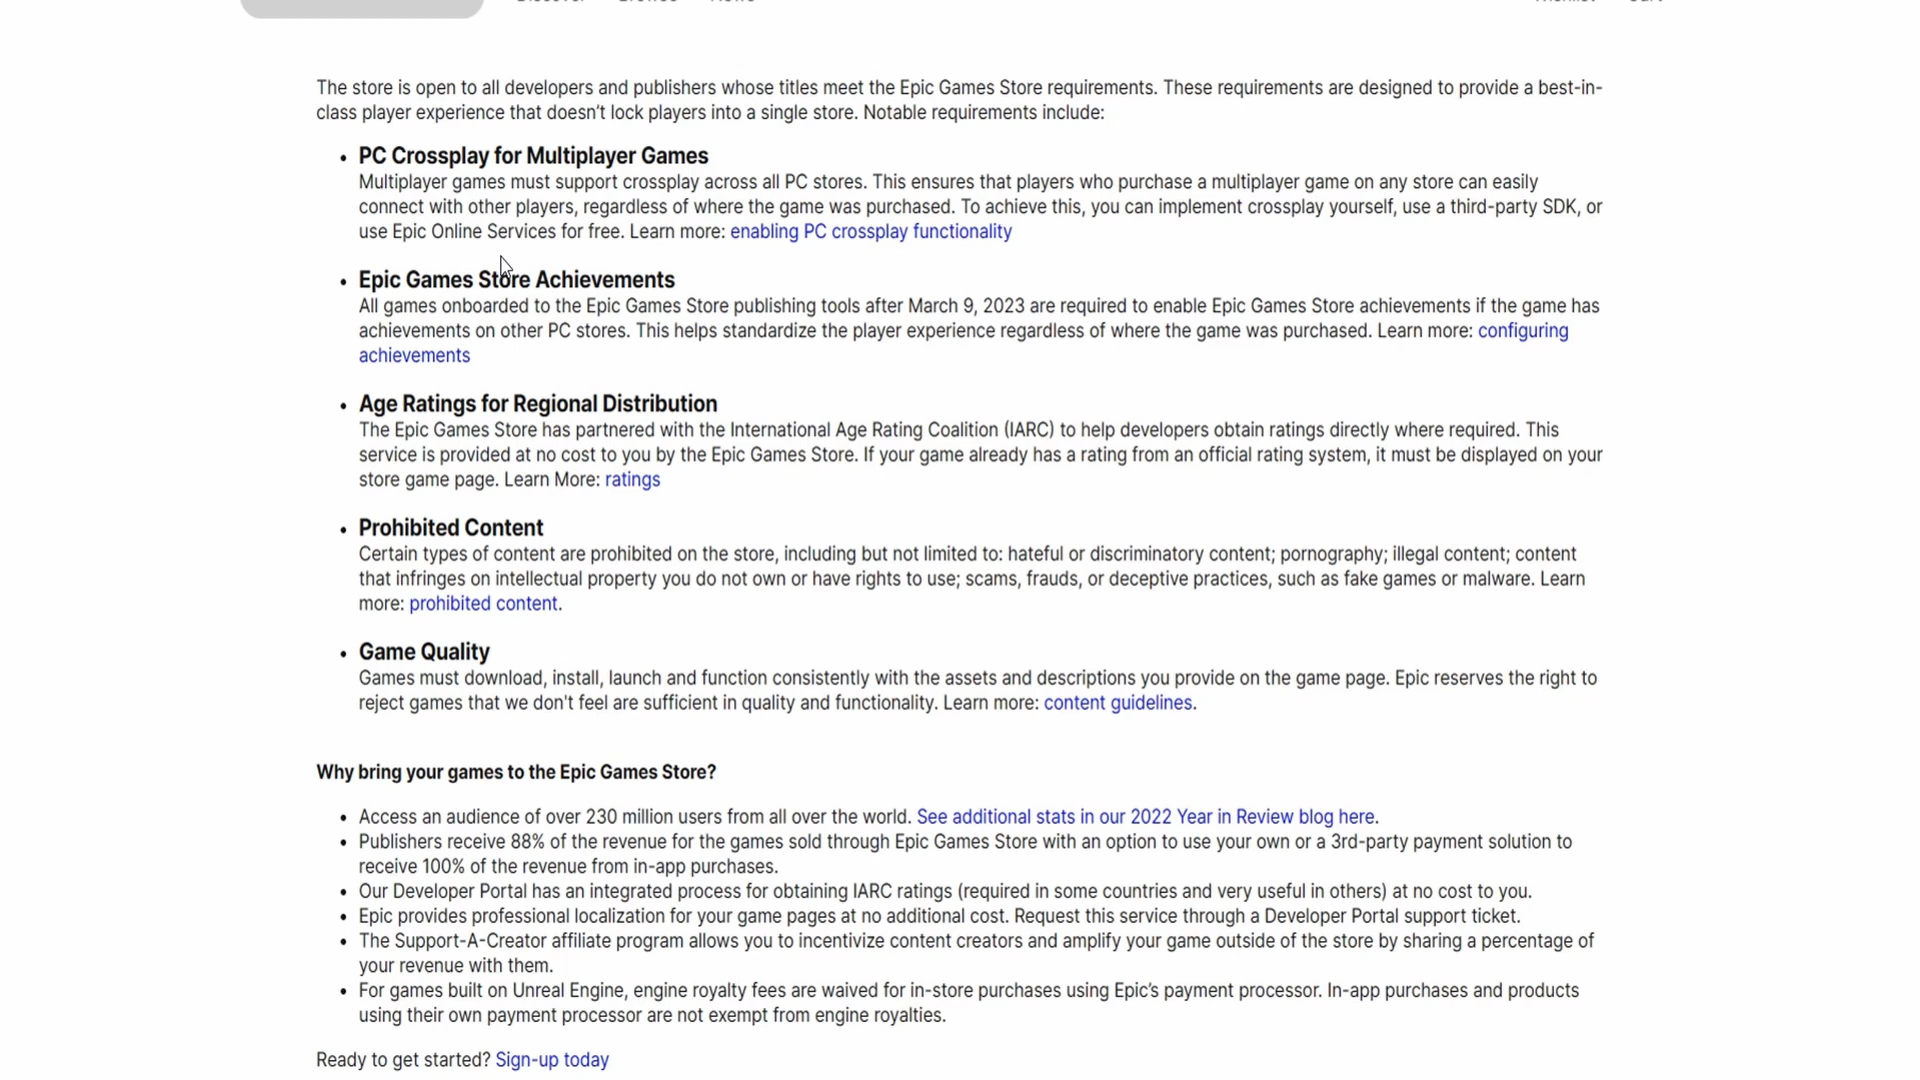 The store is open to all developers and publishers whose titles meet the Epic Games Store requirements. These requirements are designed to provide a best-in-
class player experience that doesn't lock players into a single store. Notable requirements include:
• PC Crossplay for Multiplayer Games
Multiplayer games must support crossplay across all PC stores. This ensures that players who purchase a multiplayer game on any store can easily
connect with other players, regardless of where the game was purchased. To achieve this, you can implement crossplay yourself, use a third-party SDK, or
use Epic Online Services for free. Learn more: enabling PC crossplay functionality
• Epic Games Store Achievements
All games onboarded to the Epic Games Store publishing tools after March 9, 2023 are required to enable Epic Games Store achievements if the game has
achievements on other PC stores. This helps standardize the player experience regardless of where the game was purchased. Learn more: configuring
achievements
• Age Ratings for Regional Distribution
The Epic Games Store has partnered with the International Age Rating Coalition (IARC) to help developers obtain ratings directly where required. This
service is provided at no cost to you by the Epic Games Store. If your game already has a rating from an official rating system, it must be displayed on your
store game page. Learn More: ratings
• Prohibited Content
Certain types of content are prohibited on the store, including but not limited to: hateful or discriminatory content; pornography; illegal content; content
that infringes on intellectual property you do not own or have rights to use; scams, frauds, or deceptive practices, such as fake games or malware. Learn
more: prohibited content.
• Game Quality
Games must download, install, launch and function consistently with the assets and descriptions you provide on the game page. Epic reserves the right to
reject games that we don't feel are sufficient in quality and functionality. Learn more: content guidelines.
Why bring your games to the Epic Games Store?
• Access an audience of over 230 million users from all over the world. See additional stats in our 2022 Year in Review blog here.
• Publishers receive 88% of the revenue for the games sold through Epic Games Store with an option to use your own or a 3rd-party payment solution to
receive 100% of the revenue from in-app purchases.
• Our Developer Portal has an integrated process for obtaining IARC ratings (required in some countries and very useful in others) at no cost to you.
• Epic provides professional localization for your game pages at no additional cost. Request this service through a Developer Portal support ticket.
• The Support-A-Creator affiliate program allows you to incentivize content creators and amplify your game outside of the store by sharing a percentage of
your revenue with them.
• For games built on Unreal Engine, engine royalty fees are waived for in-store purchases using Epic’s payment processor. In-app purchases and products
using their own payment processor are not exempt from engine royalties.
Ready to get started? Sign-up today